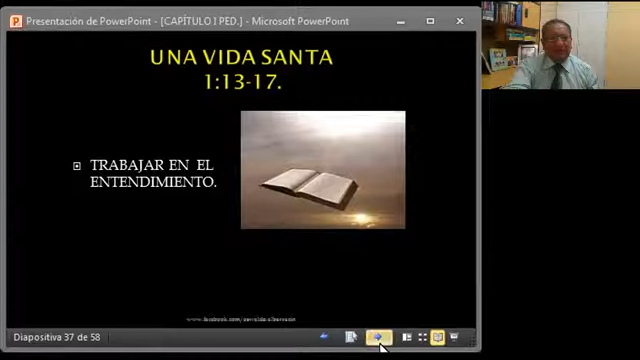 Presentación de PowerPoint - [CAPÍTULO I PED.] - Microsoft PowerPoint
UNA VIDA SANTA
1:13-17.
TRABAJAR EN EL
ENTENDIMIENTO.
Diapositiva 37 de 58